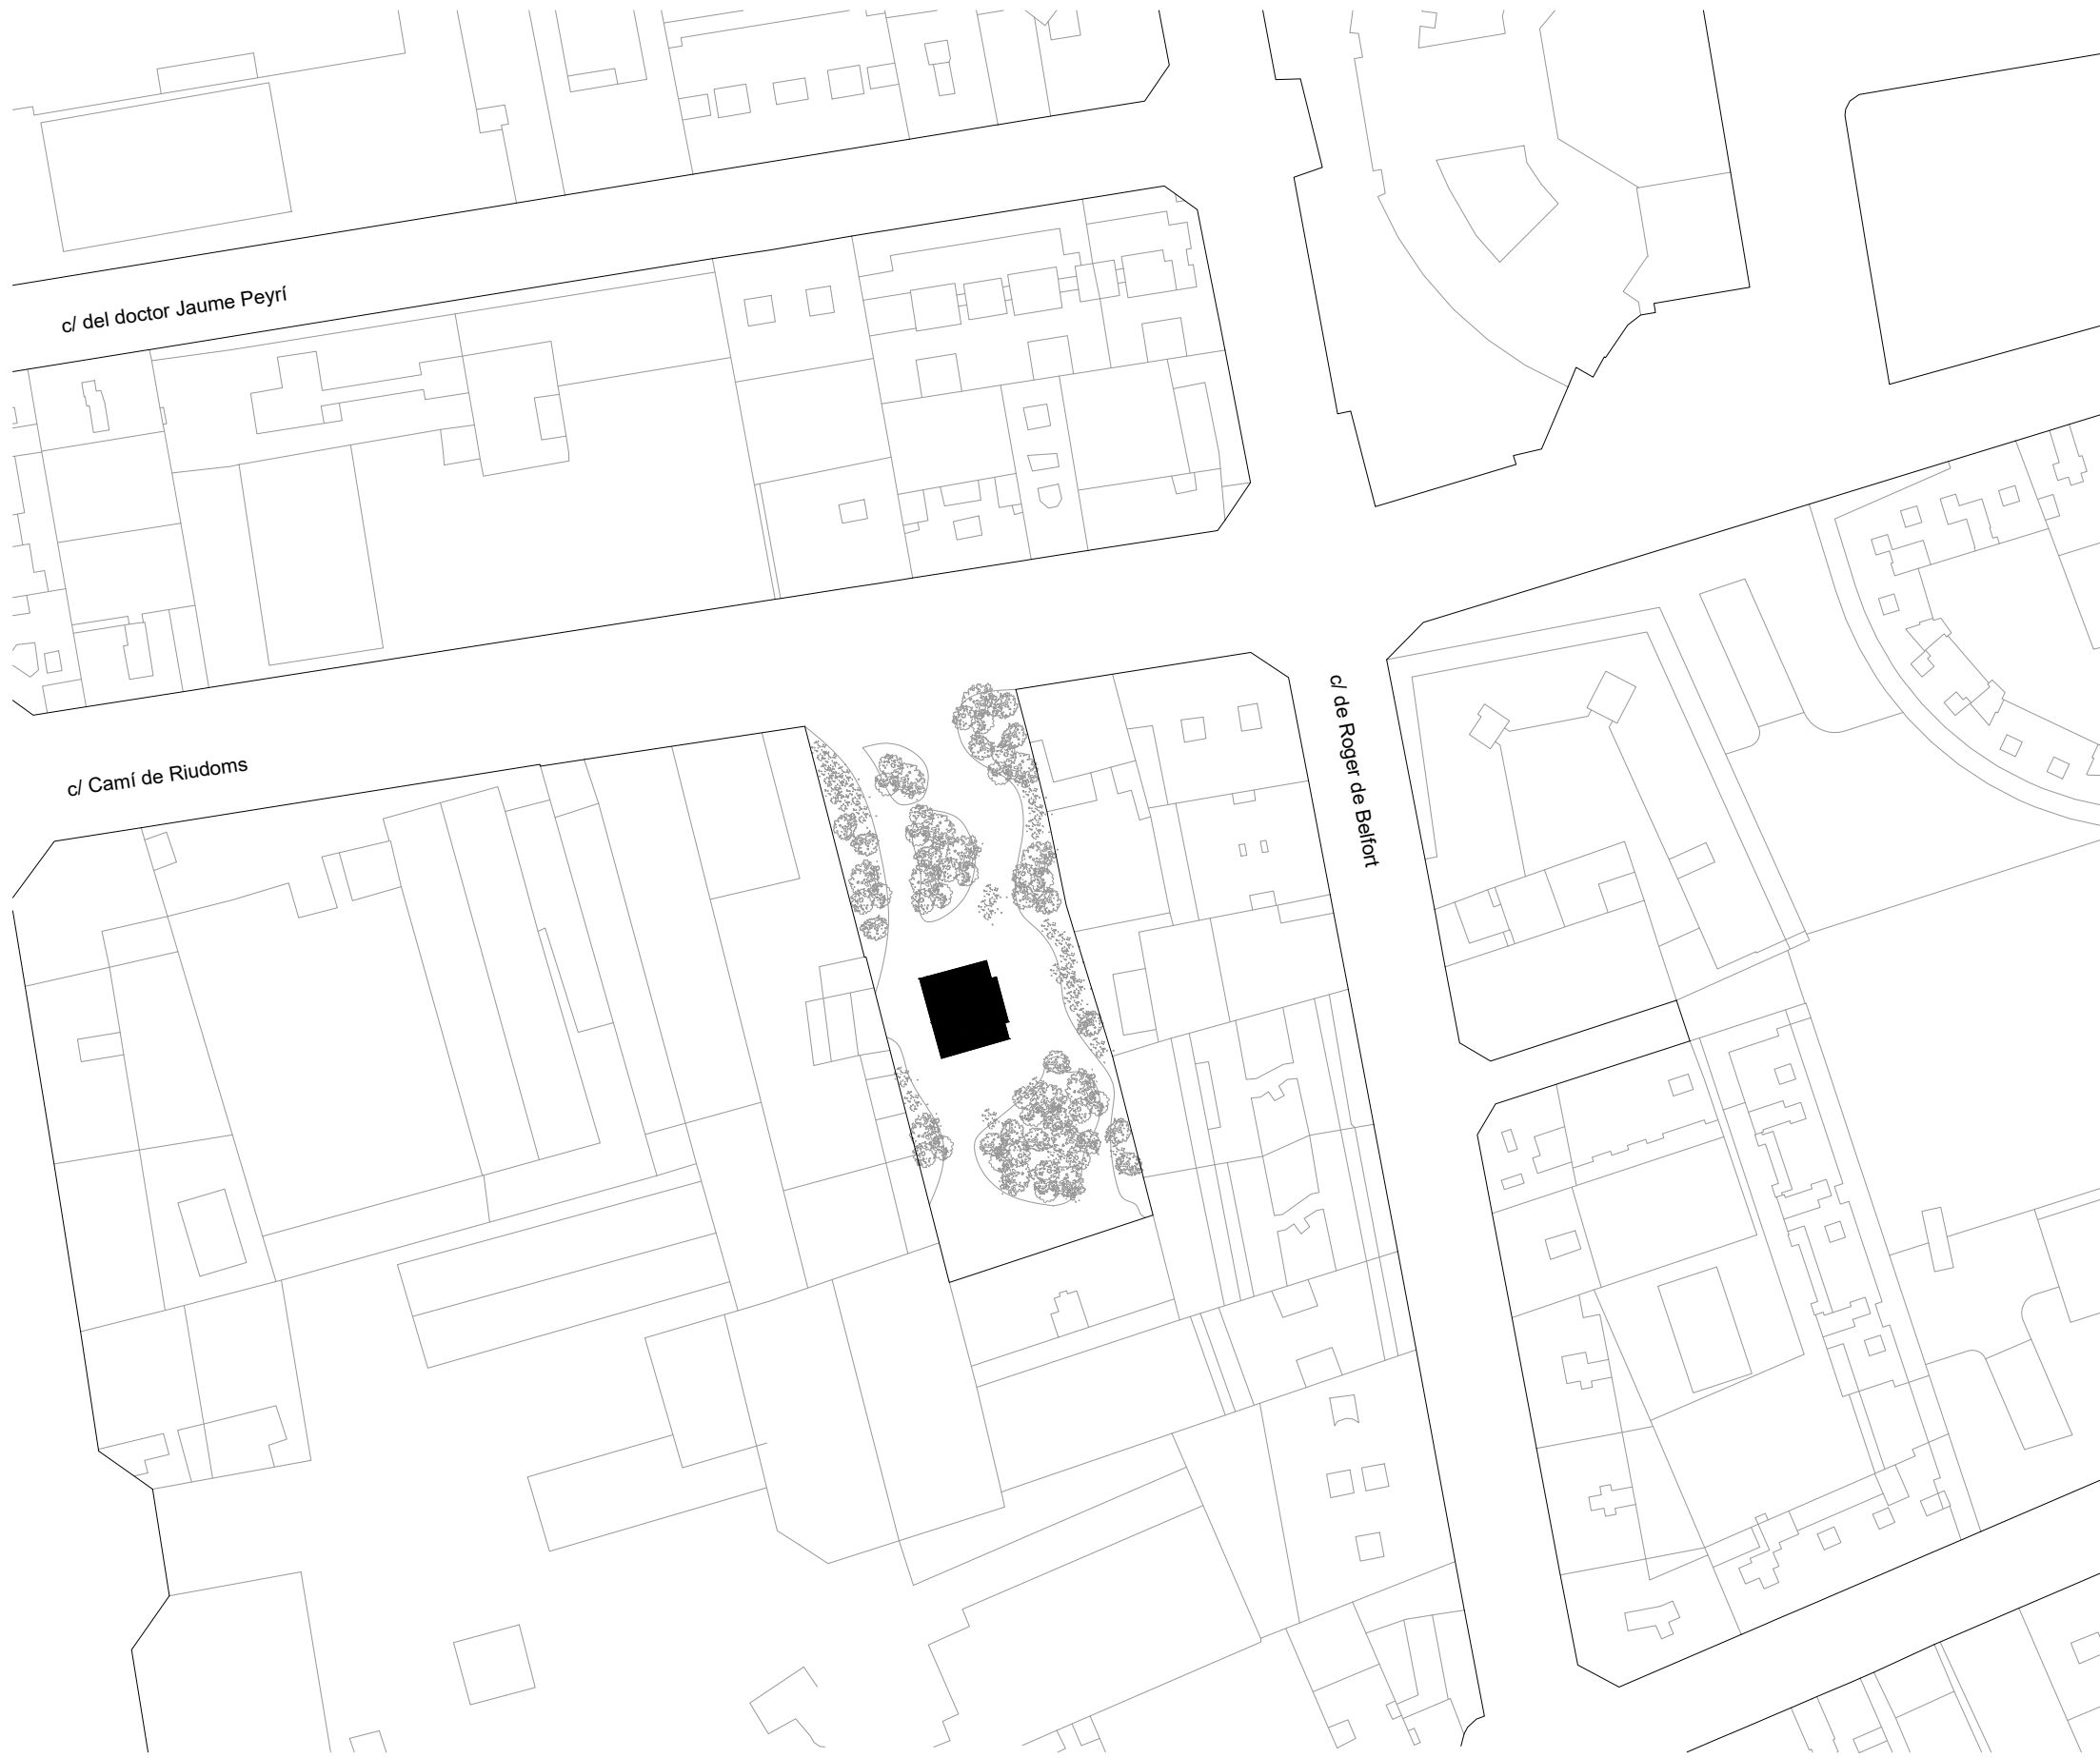 c/ del doctor Jaume Peyrí
c/ de Roger de Belfort
c/ Camí de Riudoms